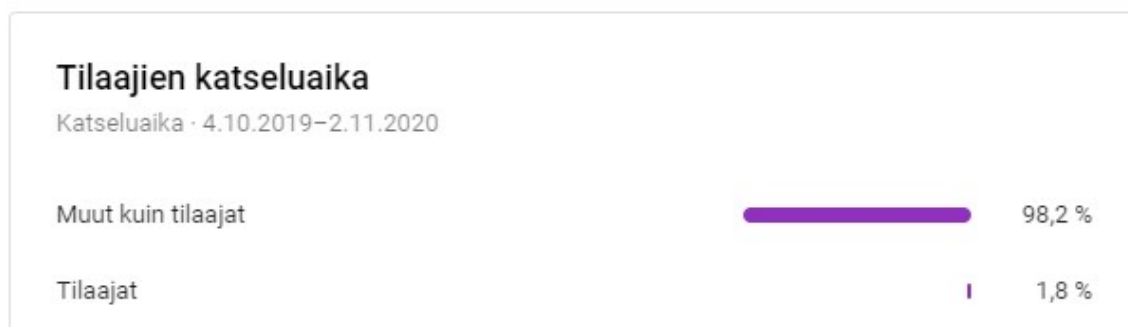 Tilaajien katseluaika
Katseluaika · 4.10.2019–2.11.2020
Muut kuin tilaajat 98,2 %
Tilaajat 1,8 %